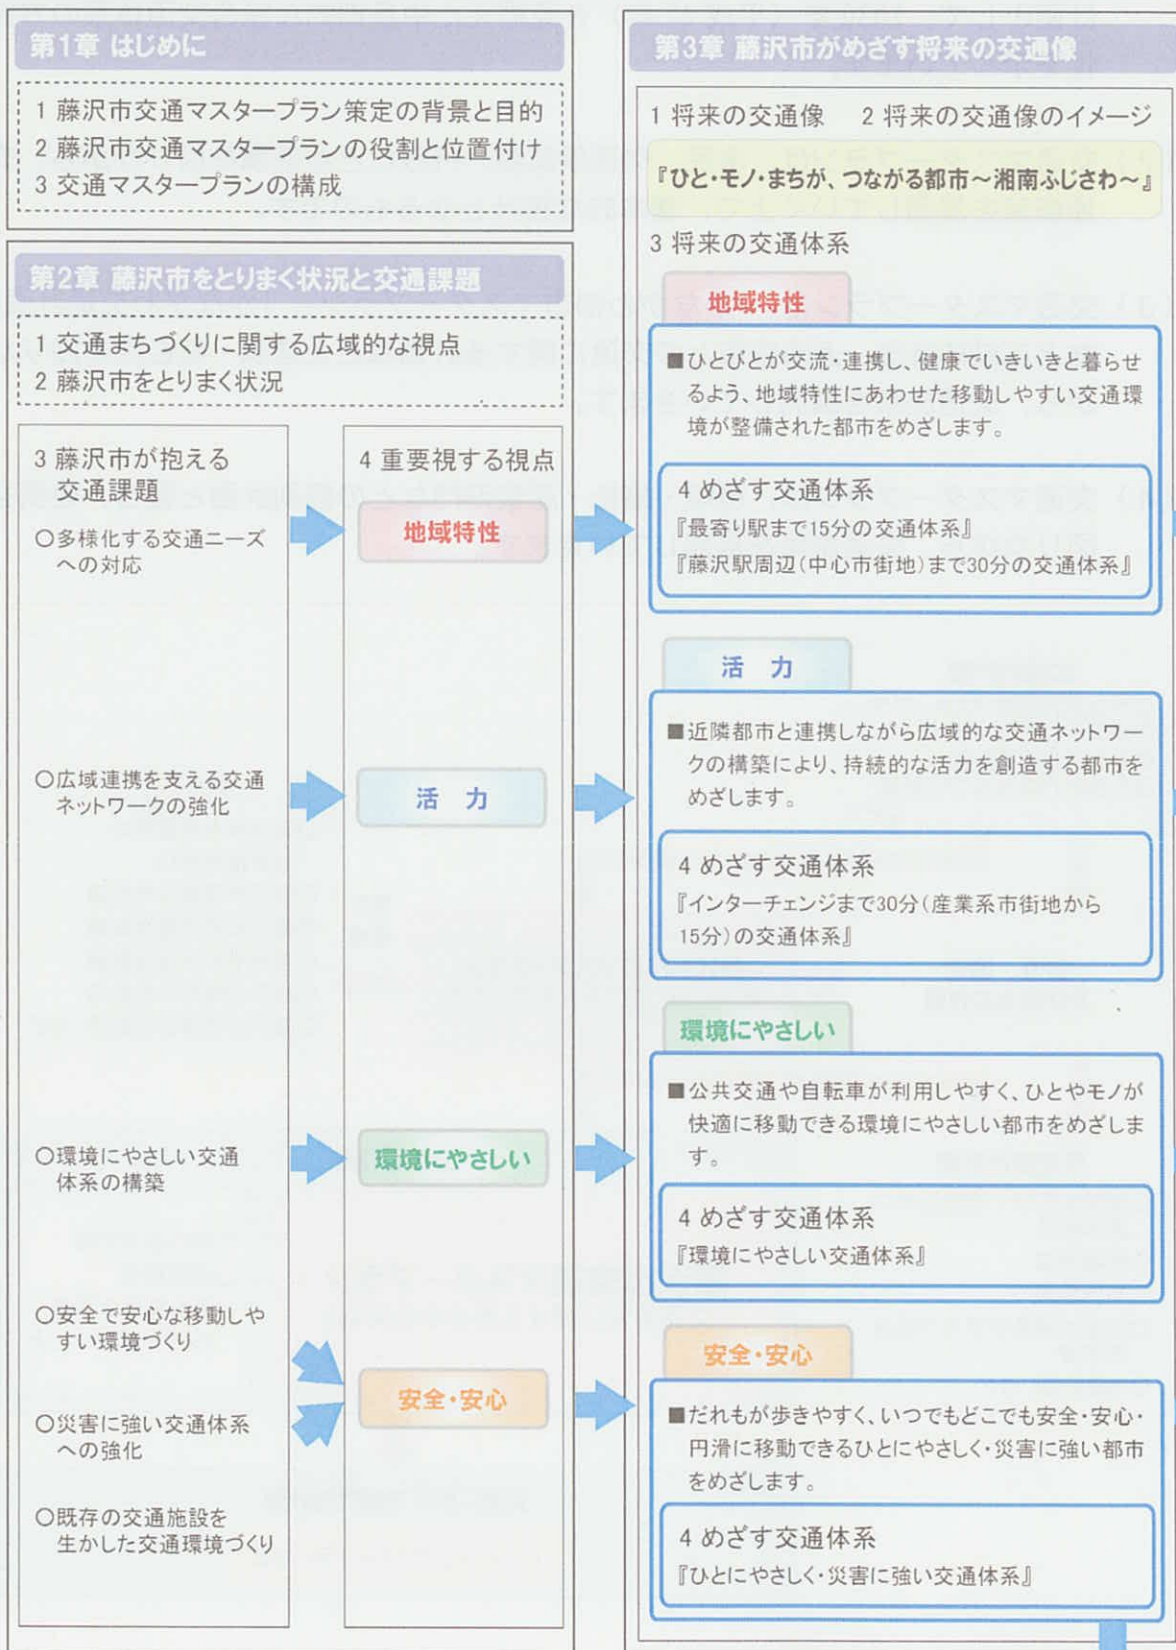 第1章 はじめに
1 藤沢市交通マスタープラン策定の背景と目的
2 藤沢市交通マスタープランの役割と位置付け
3 交通マスタープランの構成
第2章 藤沢市をとりまく状況と交通課題
1 交通まちづくりに関する広域的な視点
2 藤沢市をとりまく状況
3 藤沢市が抱える
交通課題
○多様化する交通ニーズ
への対応
○広域連携を支える交通
ネットワークの強化
○環境にやさしい交通
体系の構築
○安全で安心な移動しや
すい環境づくり
○災害に強い交通体系
への強化
○既存の交通施設を
生かした交通環境づくり
4 重要視する視点
地域特性
活 力
環境にやさしい
安全・安心
第3章 藤沢市がめざす将来の交通像
1 将来の交通像 2 将来の交通像のイメージ
『ひと・モノ・まちが、つながる都市～湘南ふじさわ～』
3 将来の交通体系
地域特性
■ひとびとが交流・連携し、健康でいきいきと暮らせ
るよう、地域特性にあわせた移動しやすい交通環
境が整備された都市をめざします。
4 めざす交通体系
『最寄り駅まで15分の交通体系』
『藤沢駅周辺(中心市街地)まで30分の交通体系』
活 力
■近隣都市と連携しながら広域的な交通ネットワー
クの構築により、持続的な活力を創造する都市を
めざします。
4 めざす交通体系
『インターチェンジまで30分(産業系市街地から
15分)の交通体系』
環境にやさしい
■公共交通や自転車が利用しやすく、ひとやモノが
快適に移動できる環境にやさしい都市をめざしま
す。
4 めざす交通体系
『環境にやさしい交通体系』
安全・安心
■だれもが歩きやすく、いつでもどこでも安全・安心・
円滑に移動できるひとにやさしく・災害に強い都市
をめざします。
4 めざす交通体系
『ひとにやさしく・災害に強い交通体系』